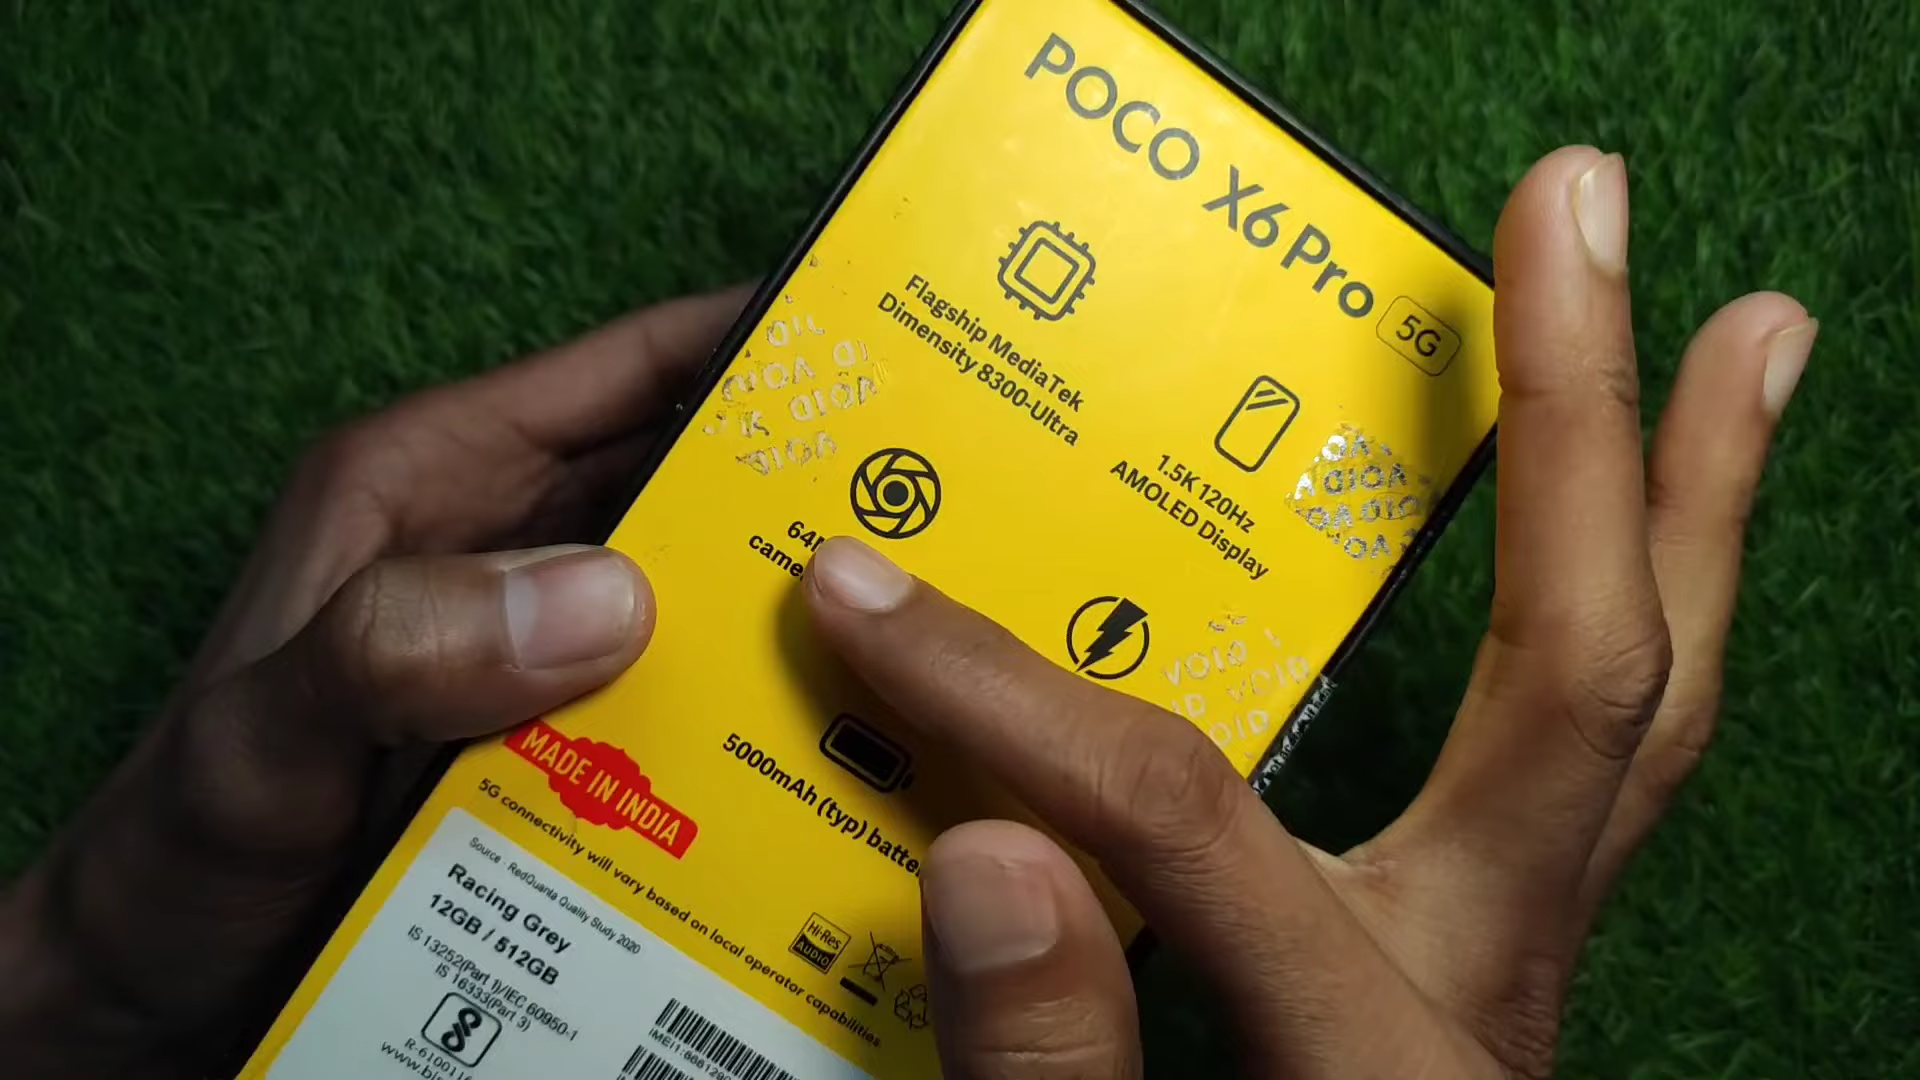 POCO X6 Pro 5G
Flagship MediaTek
Dimensity 8300-Ultra
1.5K 120Hz
AMOLED Display
VOID VOID
5000mAh (typ)
MADE IN INDIA
5G connectivity will vary based on local operator capabilities
Source - RedQuanta Quality Study 2020
Racing Grey
12GB / 512GB
IS 13252(Part 1)/IEC 60950-1
IS 16333(Part 3)
Hi-Res
AUDIO